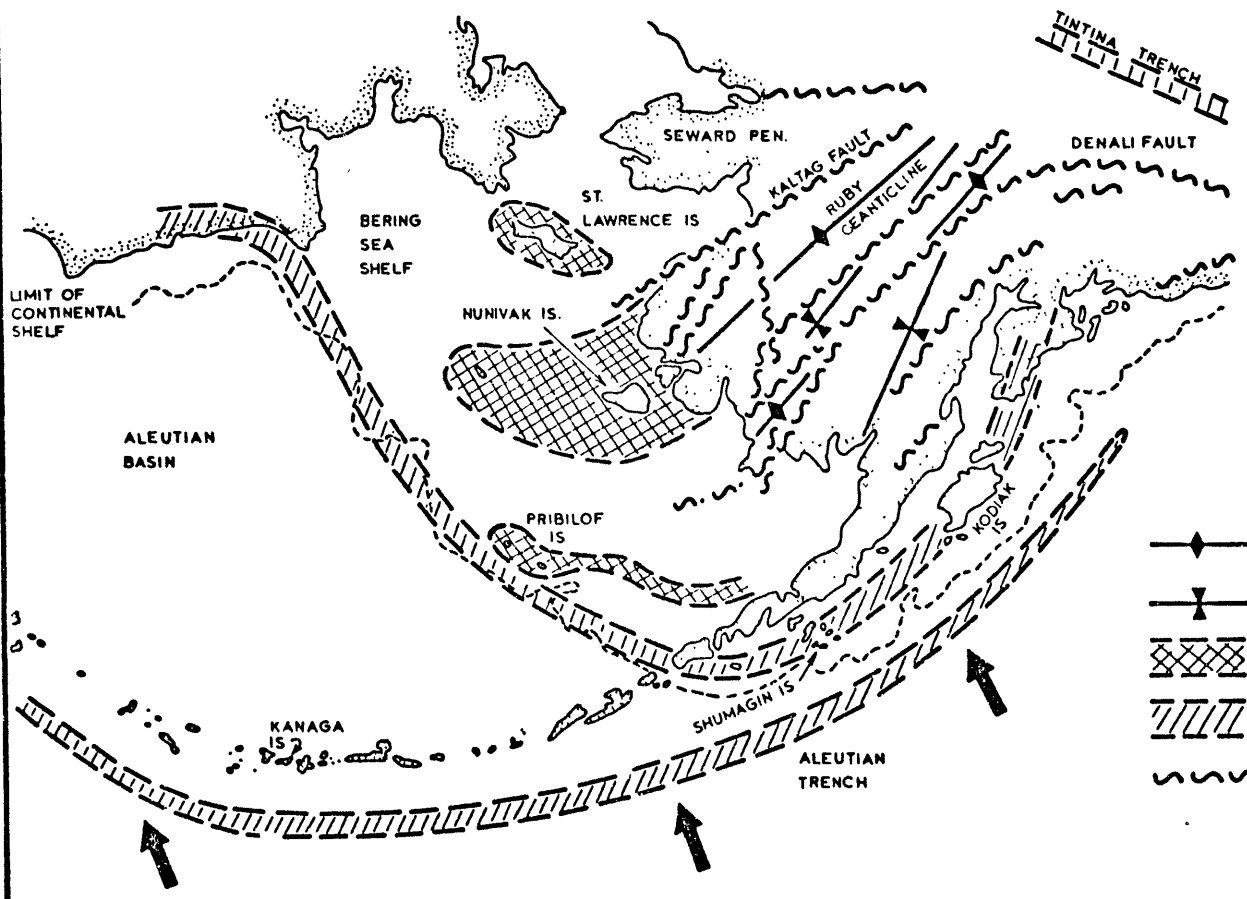 TINTINA TRENCH
SEWARD PEN.
KALTAG FAULT
DENALI FAULT
RUBY
GEANTICLINE
ST.
LAWRENCE IS
BERING
SEA
SHELF
LIMIT OF
CONTINENTAL
SHELF
NUNIVAK IS.
ALEUTIAN
BASIN
PRIBILOF
IS
KODIAK
IS
3
SHUMAGIN IS
KANAGA
IS
ALEUTIAN
TRENCH